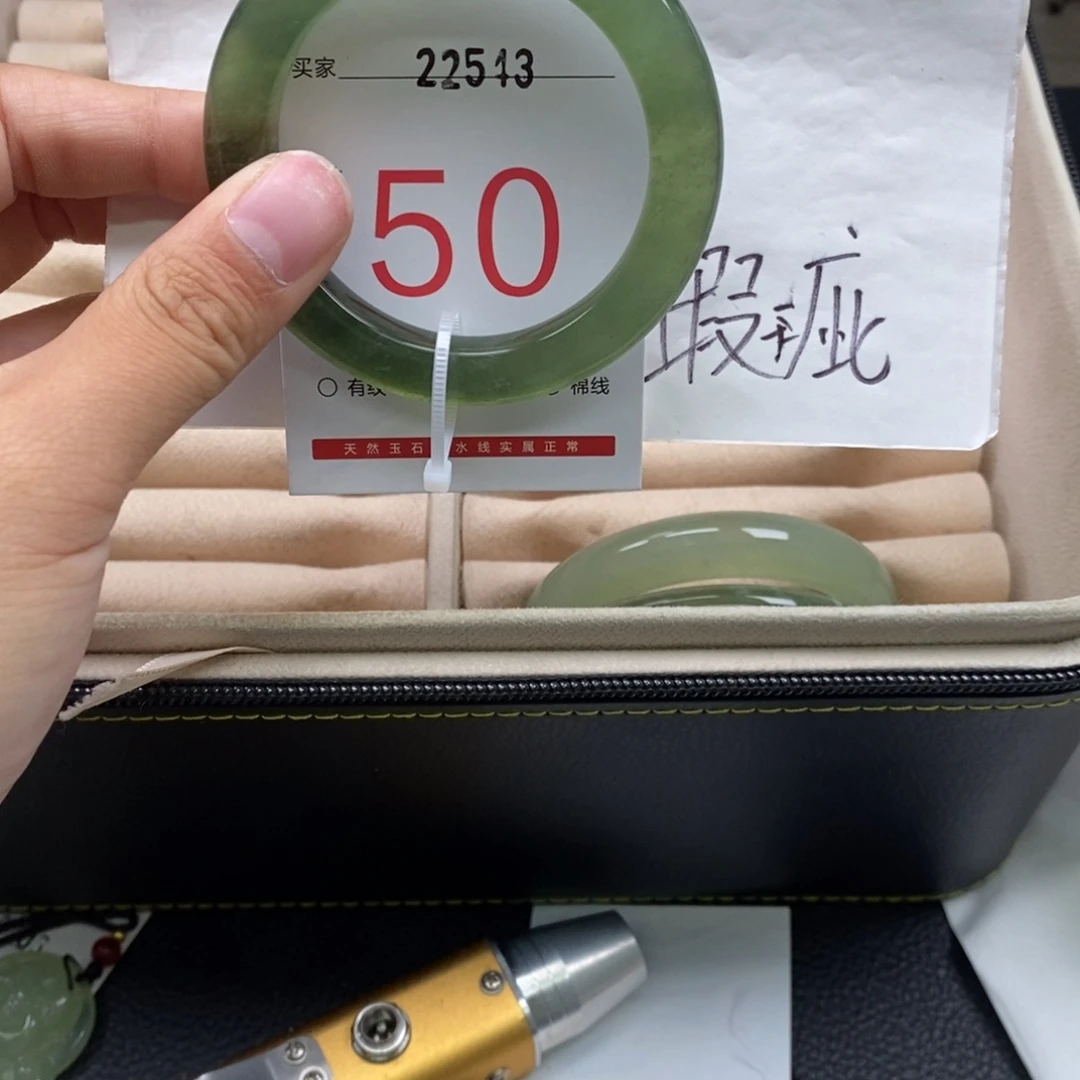 买家 22513
50
瑕疵
有纹 棉线
天然玉石 水线实属正常